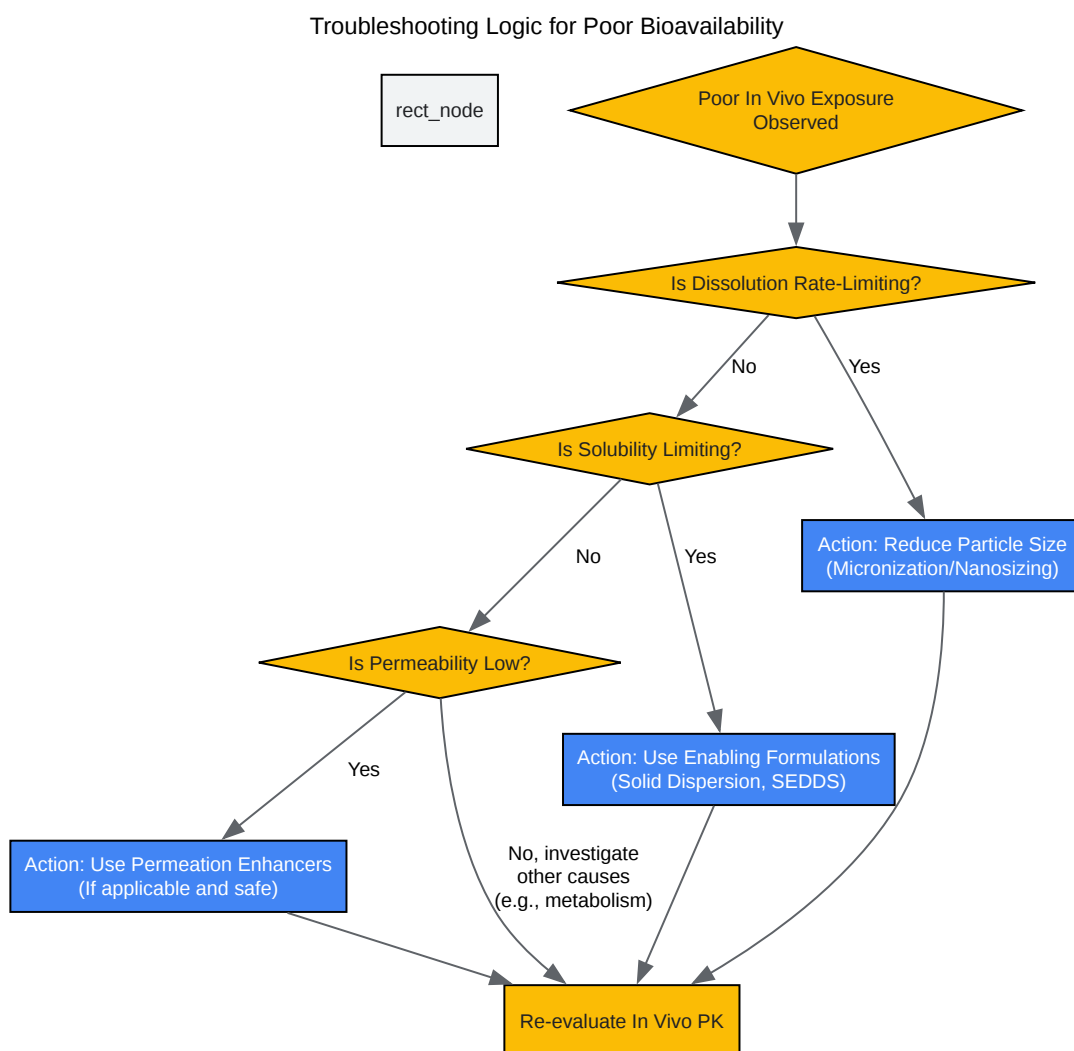 Troubleshooting Logic for Poor Bioavailability
rect_node
Poor In Vivo Exposure
Observed
Is Dissolution Rate-Limiting?
No
Yes
Is Solubility Limiting?
No
Yes
Action: Reduce Particle Size
(Micronization/Nanosizing)
Is Permeability Low?
Yes
Action: Use Enabling Formulations
(Solid Dispersion, SEDDS)
Action: Use Permeation Enhancers
(If applicable and safe)
No, investigate
other causes
(e.g., metabolism)
Re-evaluate In Vivo PK